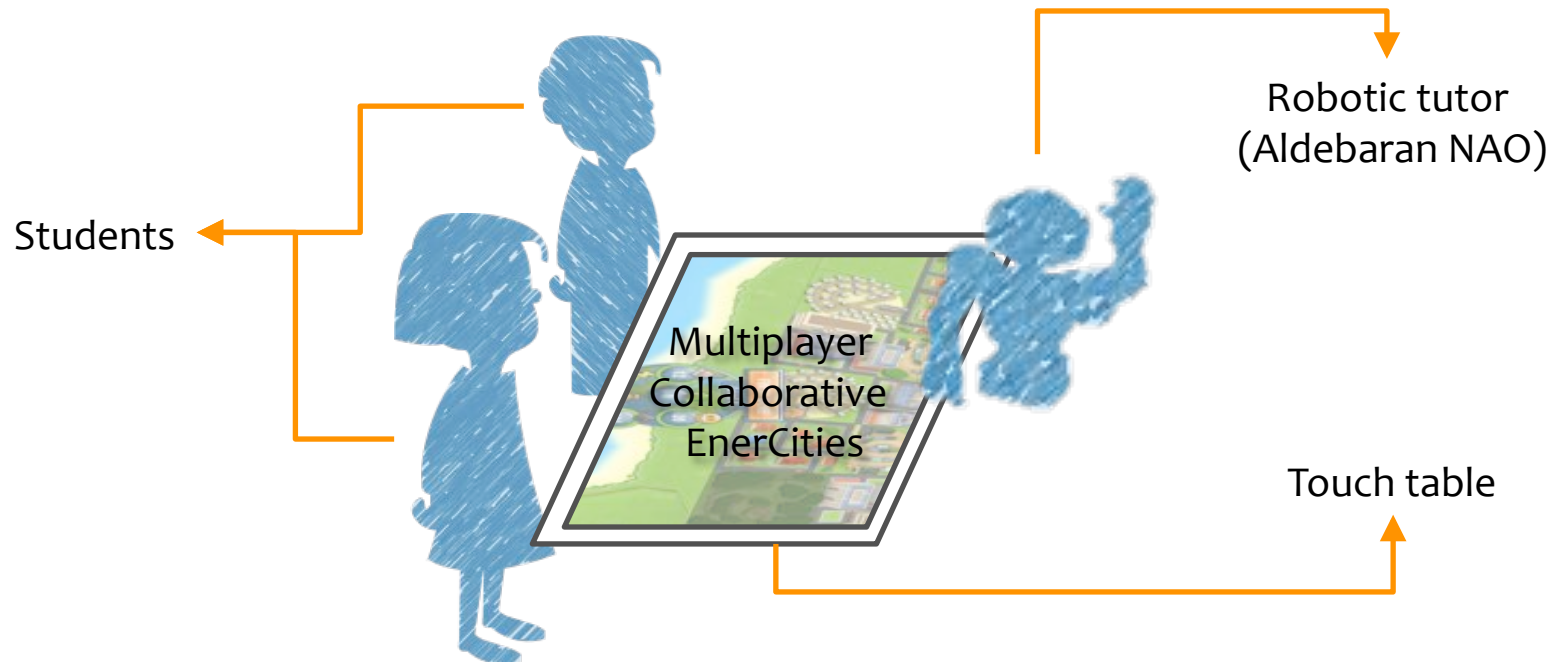 Students
Multiplayer
Collaborative
EnerCities
Robotic tutor
(Aldebaran NAO)
Touch table